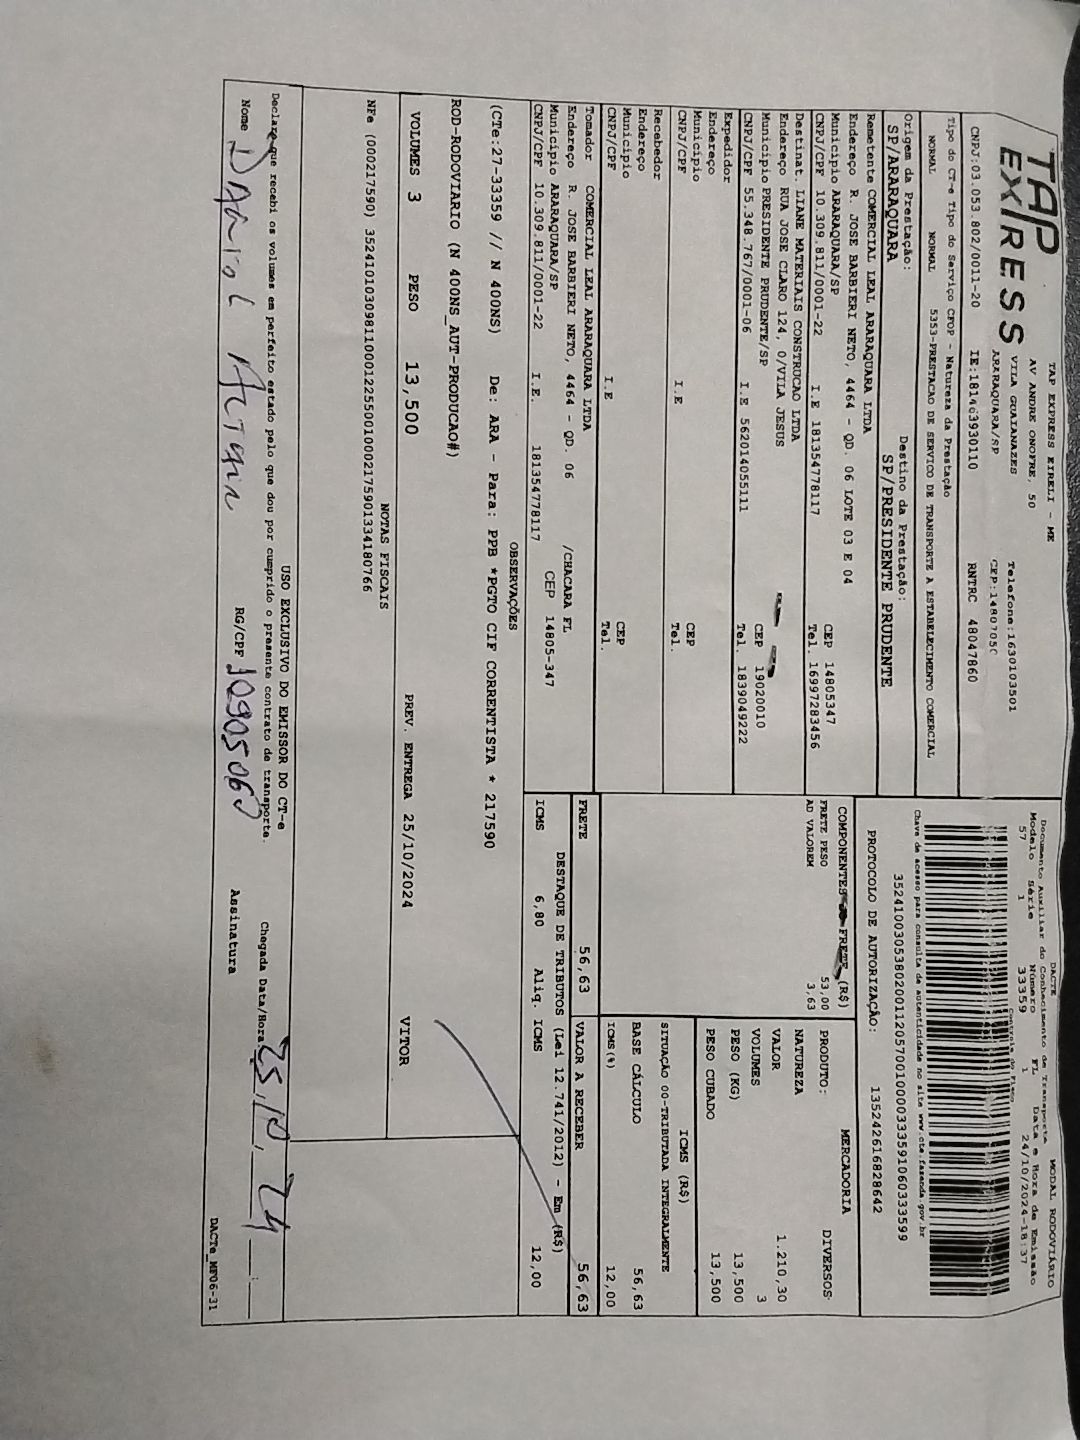 TAP EXPRESS
TAP EXPRESS EIRELI - ME
AV ANDRE ONOFRE, 50
VILA GUAIANAZES
ARARAQUARA/SP
Telefone:1630103501
CNPJ:03.053.802/0011-20 IE:181463930110 RNTRC 48047860
Tipo do CT-e Tipo do Serviço CFOP - Natureza da Prestação
NORMAL NORMAL 5353-PRESTACAO DE SERVICO DE TRANSPORTE A ESTABELECIMENTO COMERCIAL
Origem da Prestação: Destino da Prestação:
SP/ARARAQUARA SP/PRESIDENTE PRUDENTE
Remetente COMERCIAL LEAL ARARAQUARA LTDA
Endereço R. JOSE BARBIERI NETO, 4464 - QD. 06 LOTE 03 E 04
Município ARARAQUARA/SP CEP 14805347
CNPJ/CPF 10.309.811/0001-22 I.E 181354778117 Tel. 16997283456
Destinat. LIANE MATERIAIS CONSTRUCAO LTDA
Endereço RUA JOSE CLARO 124, 0/VILA JESUS
Município PRESIDENTE PRUDENTE/SP CEP 19020010
CNPJ/CPF 55.348.767/0001-06 I.E 562014055111 Tel. 1839049222
Expedidor
Endereço
Município CEP
CNPJ/CPF I.E Tel.
Recebedor
Endereço
Município CEP
CNPJ/CPF I.E Tel.
Tomador COMERCIAL LEAL ARARAQUARA LTDA
Endereço R. JOSE BARBIERI NETO, 4464 - QD. 06 /CHACARA FL
Município ARARAQUARA/SP CEP 14805-347
CNPJ/CPF 10.309.811/0001-22 I.E. 181354778117
DACTE MODAL RODOVIÁRIO
Documento Auxiliar do Conhecimento de Transporte
Modelo Série Número FL Data e Hora de Emissão
57 1 33359 1 24/10/2024-18:37
Controle do Fisco
Chave de acesso para consulta de autenticidade no site www.cte.fazenda.gov.br
35241003053802001120570010000333591060333599
PROTOCOLO DE AUTORIZAÇÃO: 135242616828642
COMPONENTES FRETE (R$)
FRETE PESO 53,00
AD VALOREM 3,63
MERCADORIA
PRODUTO: DIVERSOS
NATUREZA
VALOR 1.210,30
VOLUMES 3
PESO (KG) 13,500
PESO CUBADO 13,500
ICMS (R$)
SITUAÇÃO 00-TRIBUTADA INTEGRALMENTE
BASE CÁLCULO 56,63
ICMS (%) 12,00
FRETE 56,63 VALOR A RECEBER 56,63
DESTAQUE DE TRIBUTOS (Lei 12.741/2012) - Em (R$)
ICMS 6,80 Aliq. ICMS 12,00
OBSERVAÇÕES
(CTe:27-33359 // N 400NS) De: ARA - Para: PPB *PGTO CIF CORRENTISTA * 217590
ROD-RODOVIARIO (N 400NS_AUT-PRODUCAO#)
VOLUMES 3 PESO 13,500 PREV. ENTREGA 25/10/2024 VITOR
NOTAS FISCAIS
NFe (000217590) 35241010309811000122550010002175901334180766
USO EXCLUSIVO DO EMISSOR DO CT-e
Declare que recebi os volumes em perfeito estado pelo que dou por cumprido o presente contrato de transporte. Chegada Data/Hora 25,10,24
Nome RG/CPF Assinatura
DACTe_MF06-31